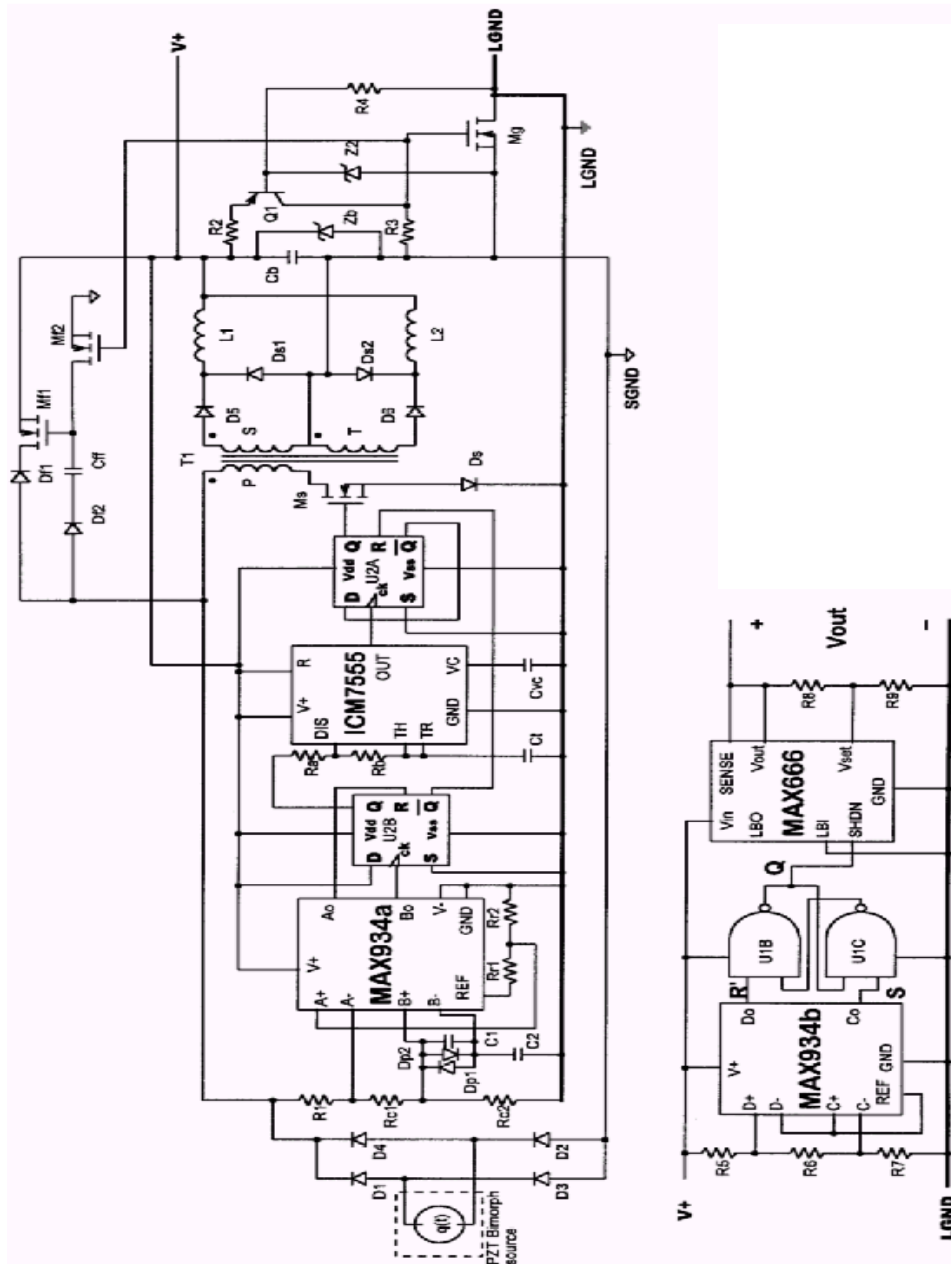 V+
LGND
R4
Mg
LGND
Z2
Q1
R2
Zb
R3
Cb
Mf2
L1
L2
Ds1
Ds2
SGND
Mf1
Df1
Cff
Df2
D5
D6
T1
S
T
P
Ms
Ds
D
Vdd
Q
U2A
R
ck
S
Vss
Q
R
V+
OUT
ICM7555
DIS
TH
TR
VC
GND
Cvc
Ra
Rb
Ct
D
Vdd
Q
U2B
R
ck
S
Vss
Q
V+
Ao
Bo
V-
GND
MAX934a
A+
A-
B+
B-
REF
Rr1
Rr2
Dp2
Dp1
C1
C2
R1
Rc1
Rc2
D4
D2
D1
D3
q(t)
PZT Bimorph
source
V+
LGND
R5
R6
R7
V+
D+
D-
C+
C-
REF
GND
MAX934b
Do
Co
R'
S
U1B
U1C
Q
Vin
SENSE
LBO
Vout
MAX666
LBI
Vset
SHDN
GND
R8
R9
+
Vout
-